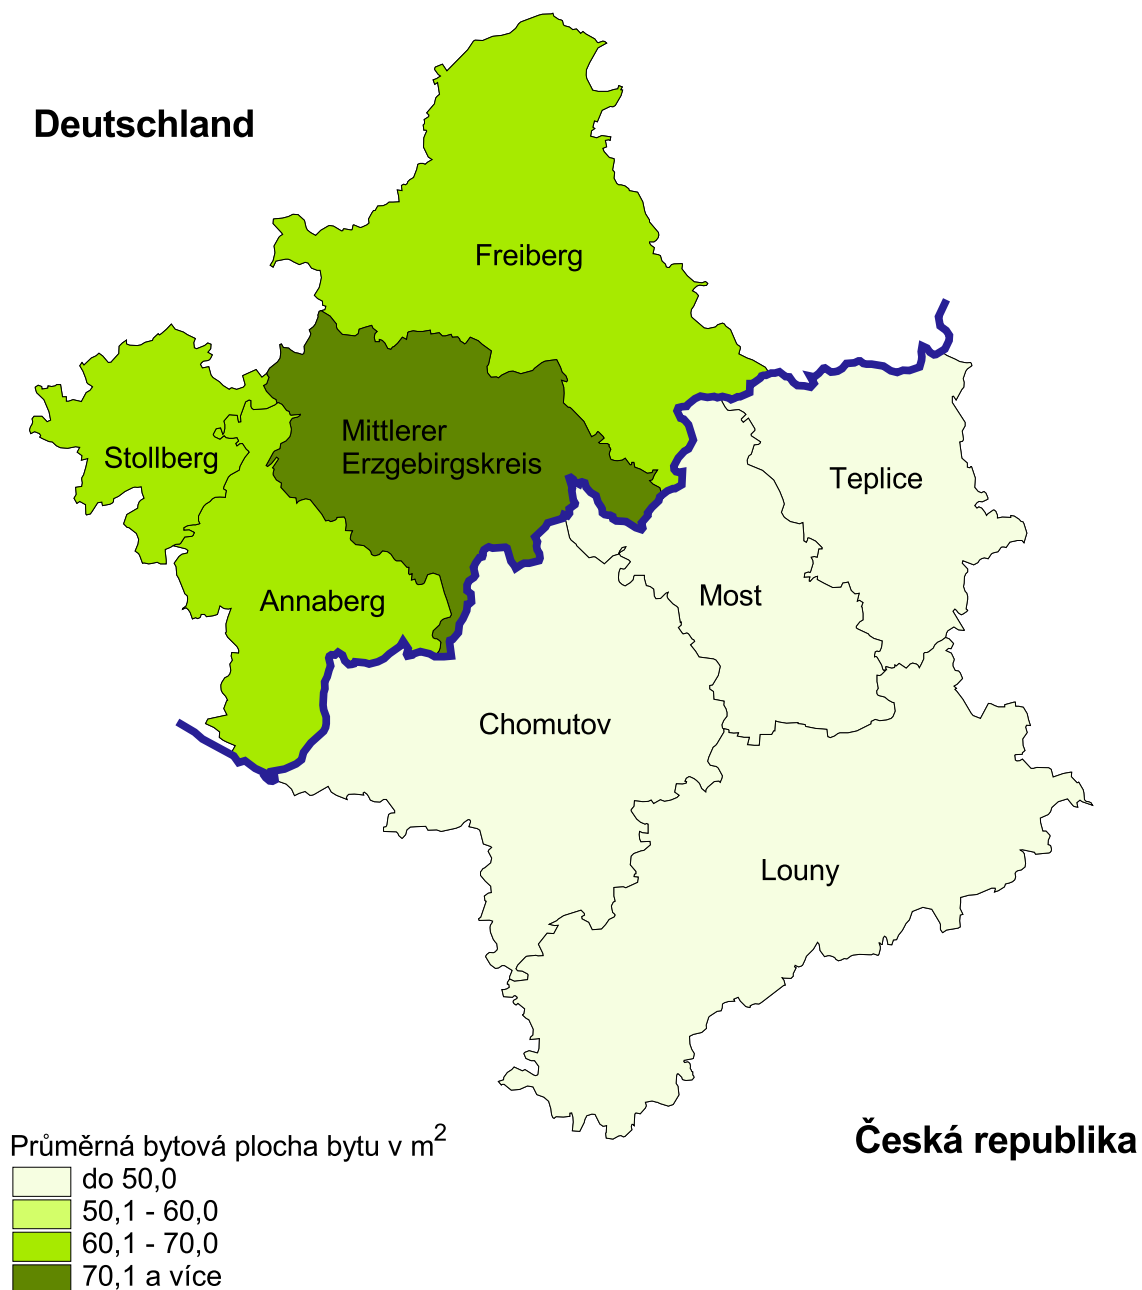 Deutschland
Freiberg
Mittlerer
Erzgebirgskreis
Stollberg
Teplice
Annaberg
Most
Chomutov
Louny
Česká republika
Průměrná bytová plocha bytu v m²
do 50,0
50,1 - 60,0
60,1 - 70,0
70,1 a více